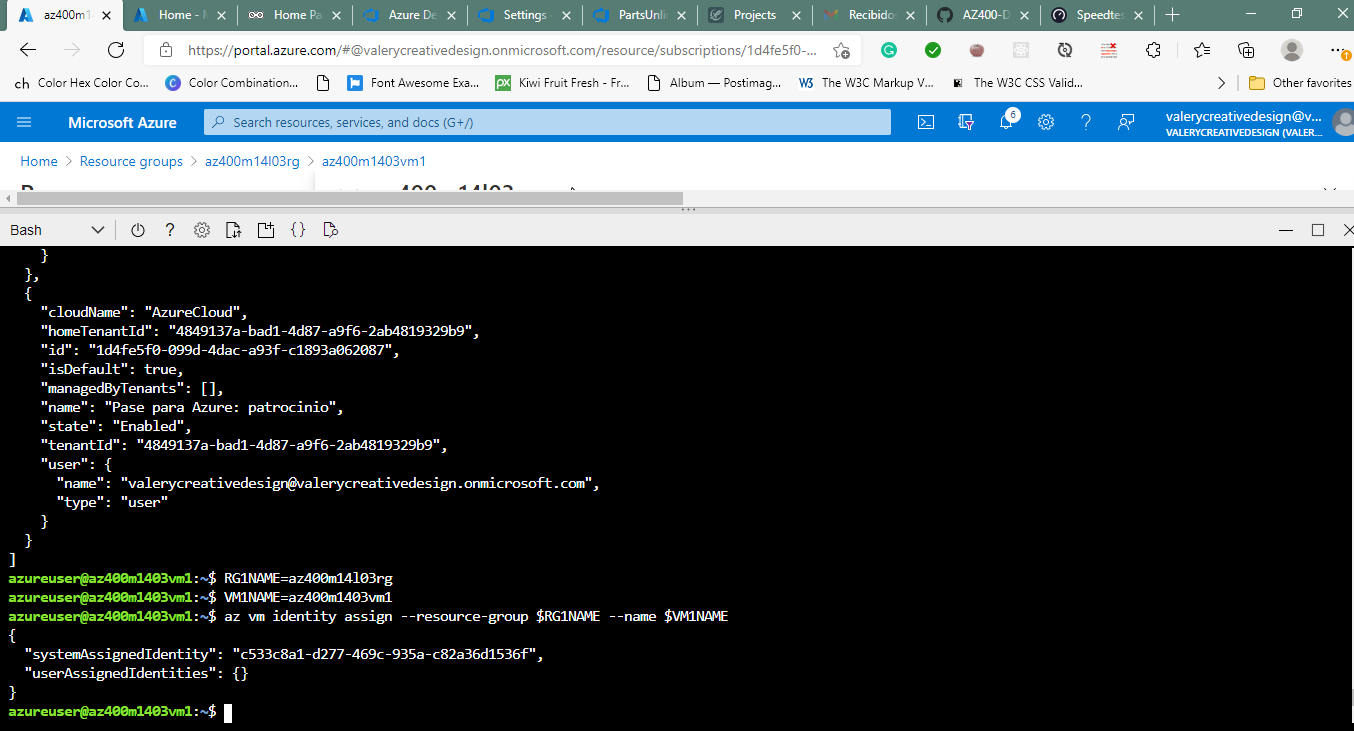 az400m1
Home - M
Home Pa
Azure De
Settings
PartsUnli
Projects
Recibidos
AZ400-D
Speedtes
https://portal.azure.com/#@valerycreativedesign.onmicrosoft.com/resource/subscriptions/1d4fe5f0-...
ch Color Hex Color Co...
Color Combination...
Font Awesome Exa...
px Kiwi Fruit Fresh - Fr...
Album — Postimag...
W3 The W3C Markup V...
The W3C CSS Valid...
Other favorites
Microsoft Azure
Search resources, services, and docs (G+/)
6
valerycreativedesign@v...
VALERYCREATIVEDESIGN (VALER...
Home > Resource groups > az400m14l03rg > az400m1403vm1
Bash
}
},
{
"cloudName": "AzureCloud",
"homeTenantId": "4849137a-bad1-4d87-a9f6-2ab4819329b9",
"id": "1d4fe5f0-099d-4dac-a93f-c1893a062087",
"isDefault": true,
"managedByTenants": [],
"name": "Pase para Azure: patrocinio",
"state": "Enabled",
"tenantId": "4849137a-bad1-4d87-a9f6-2ab4819329b9",
"user": {
"name": "valerycreativedesign@valerycreativedesign.onmicrosoft.com",
"type": "user"
}
}
]
azureuser@az400m1403vm1:~$ RG1NAME=az400m14l03rg
azureuser@az400m1403vm1:~$ VM1NAME=az400m1403vm1
azureuser@az400m1403vm1:~$ az vm identity assign --resource-group $RG1NAME --name $VM1NAME
{
"systemAssignedIdentity": "c533c8a1-d277-469c-935a-c82a36d1536f",
"userAssignedIdentities": {}
}
azureuser@az400m1403vm1:~$